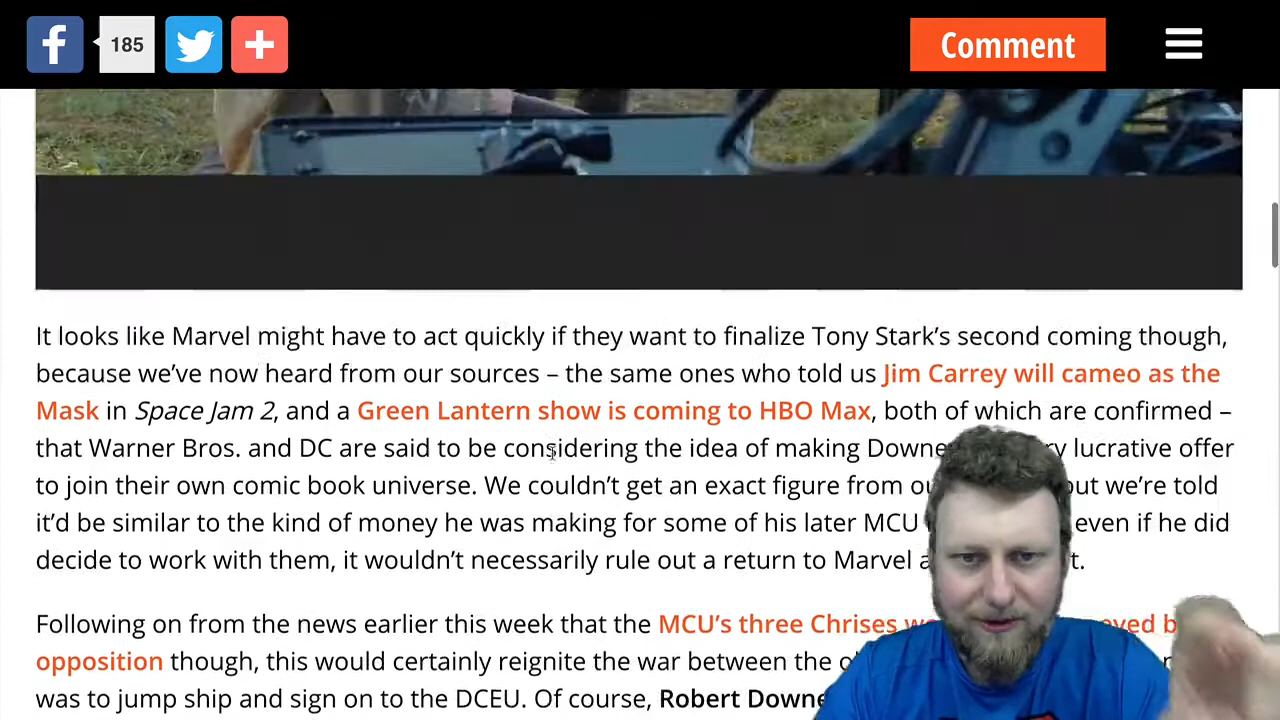 185
Comment
It looks like Marvel might have to act quickly if they want to finalize Tony Stark's second coming though,
because we've now heard from our sources – the same ones who told us Jim Carrey will cameo as the
Mask in Space Jam 2, and a Green Lantern show is coming to HBO Max, both of which are confirmed –
that Warner Bros. and DC are said to be considering the idea of making lucrative offer
to join their own comic book universe. We couldn't get an exact figure from but we're told
it'd be similar to the kind of money he was making for some of his later MCU even if he did
decide to work with them, it wouldn't necessarily rule out a return to Marvel
Following on from the news earlier this week that the MCU's three Chrises
opposition though, this would certainly reignite the war between the
was to jump ship and sign on to the DCEU. Of course, Robert